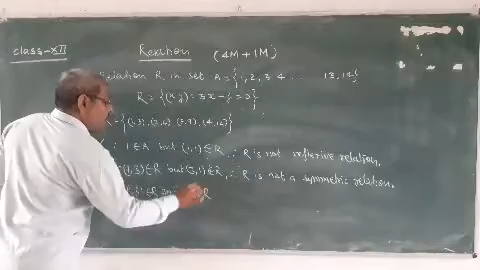 class-XII
Relation (4M+1M)
Relation R in set A = {1, 2, 3 4 ...... 13, 14}
R = {(x y): 3x - y = 0}
{(1,3), (2,6) (3,9), (4,12)}
∴ 1 ∈ R but (1,1) ∉ R ∴ R is not reflexive relation.
(1,3) ∈ R but (3,1) ∉ R, ∴ R is not a symmetric relation.
∈ R